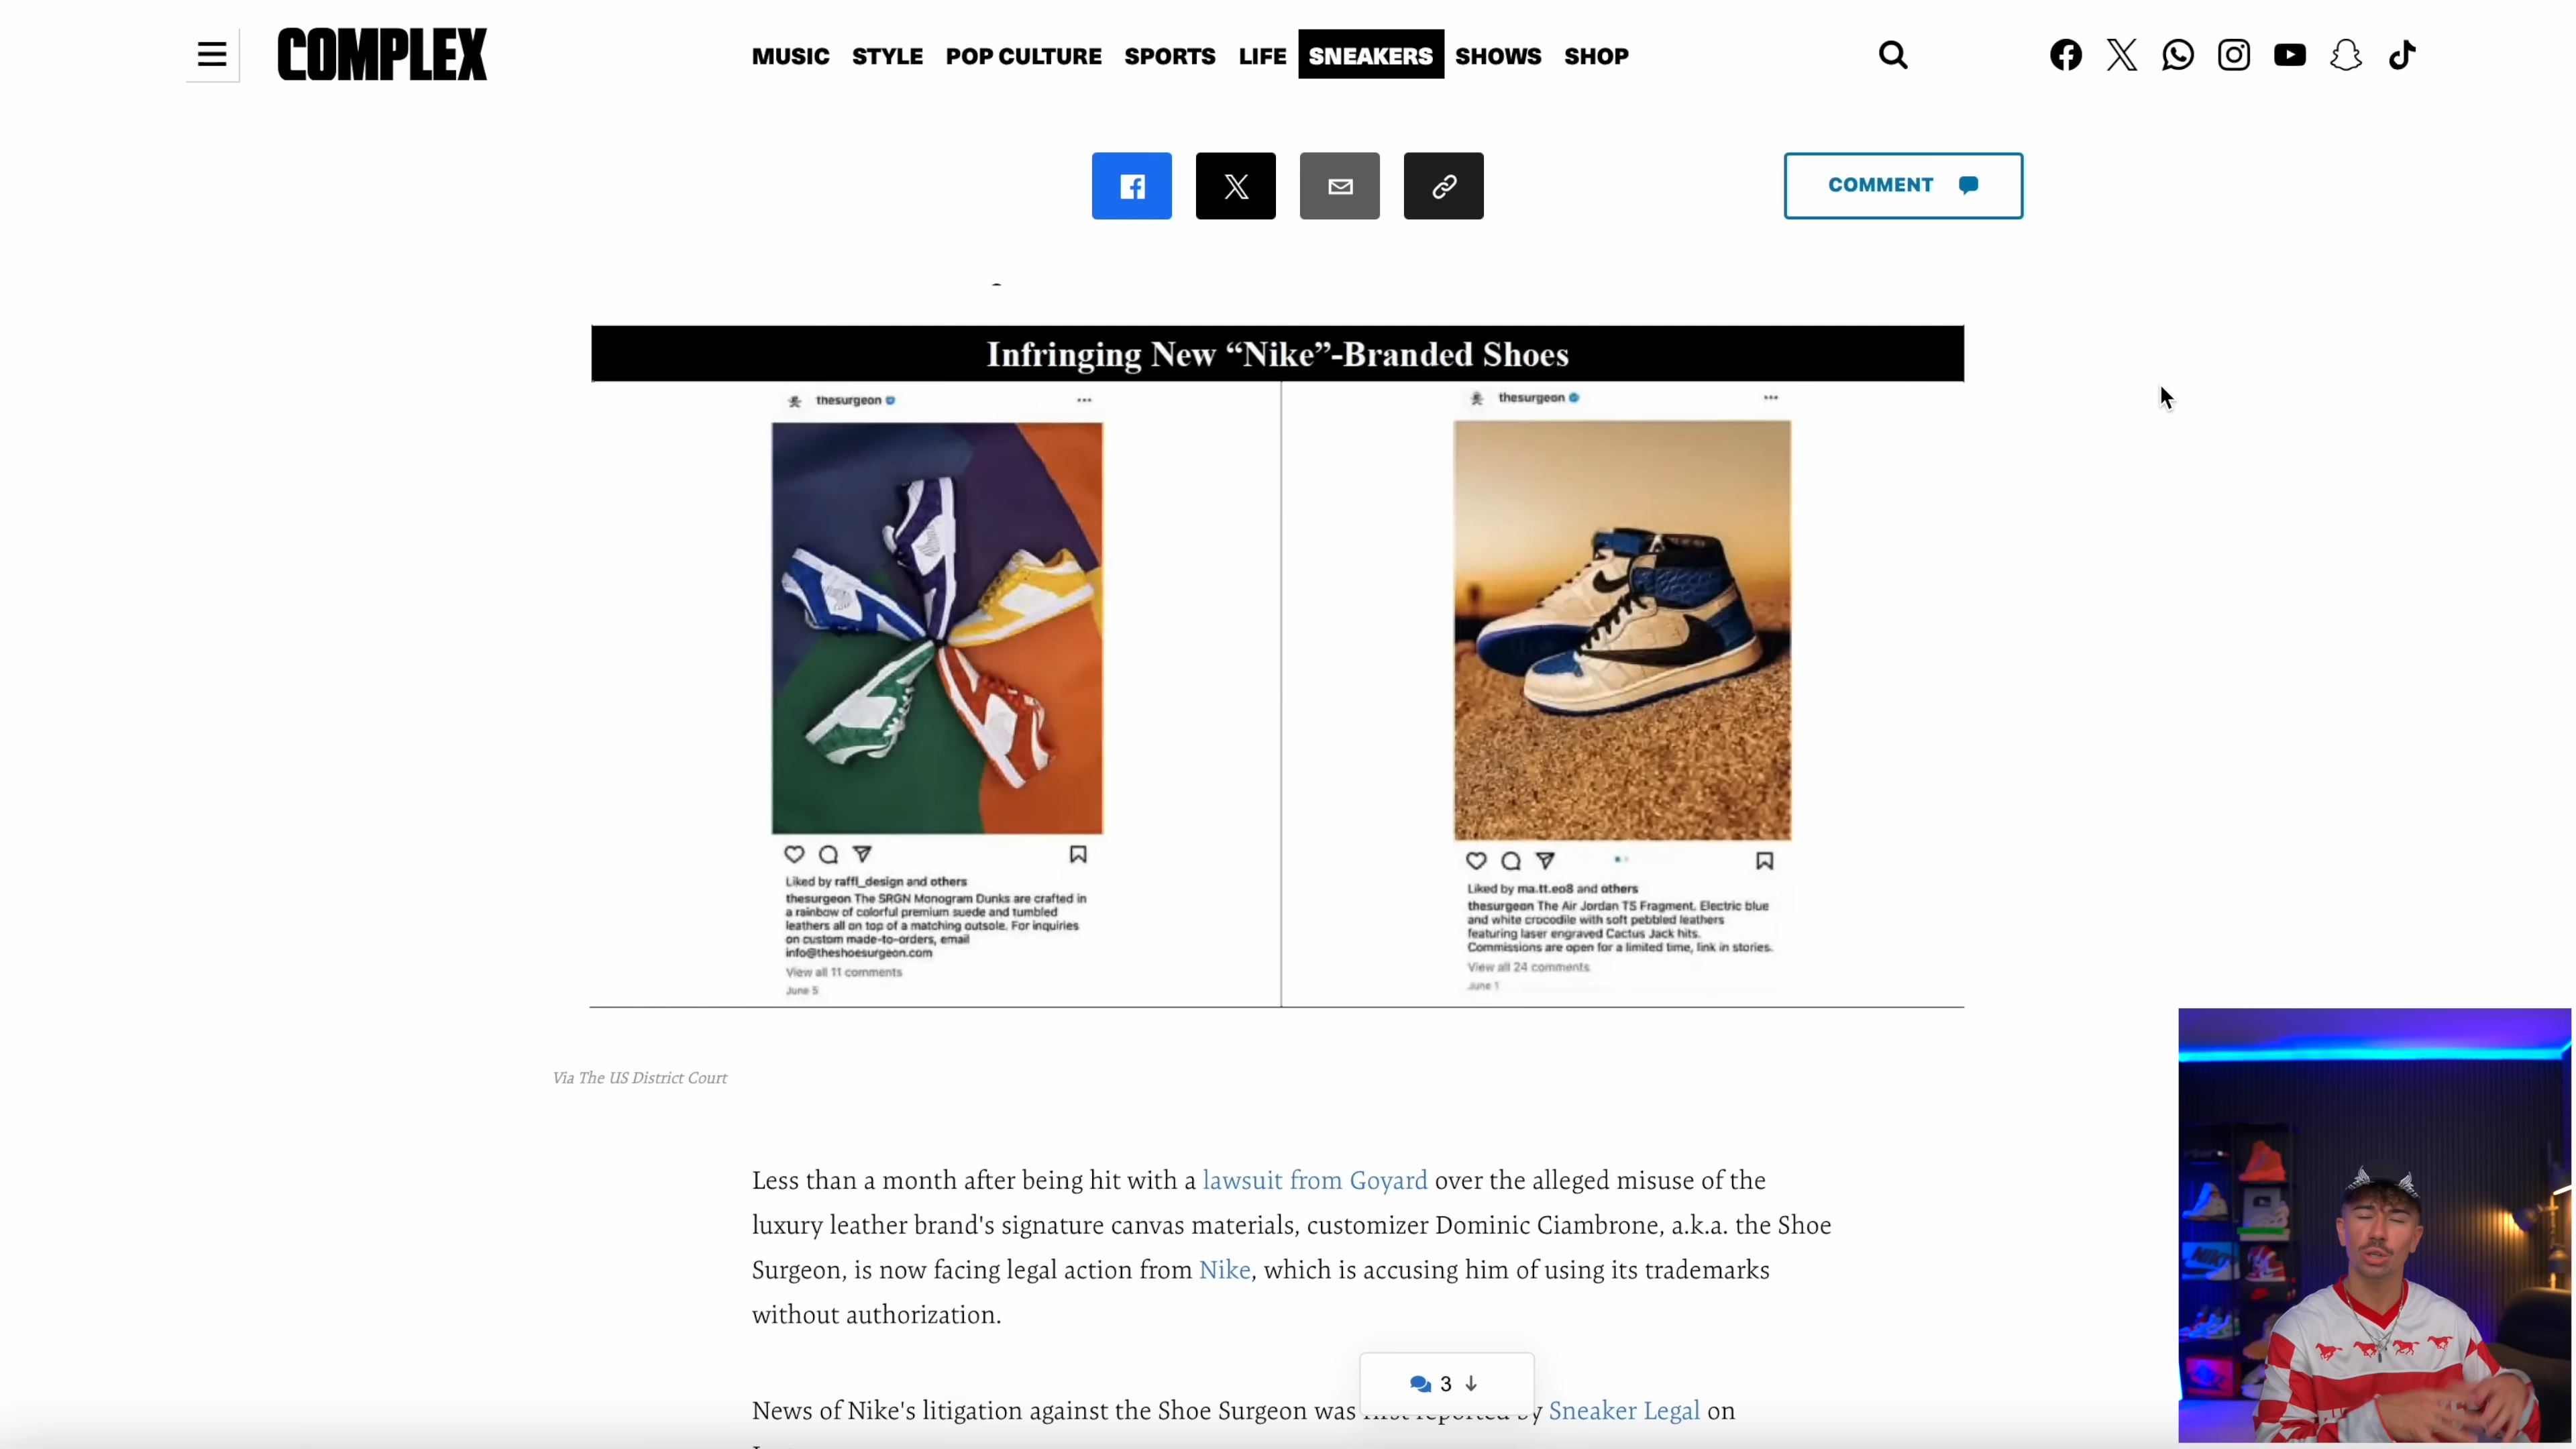 COMPLEX
MUSIC STYLE POP CULTURE SPORTS LIFE SNEAKERS SHOWS SHOP
COMMENT
Infringing New “Nike”-Branded Shoes
thesurgeon
Liked by raffl_design and others
thesurgeon The SRGN Monogram Dunks are crafted in
a rainbow of colorful premium suede and tumbled
leathers all on top of a matching outsole. For inquiries
on custom made-to-orders, email
info@theshoesurgeon.com
View all 11 comments
June 5
thesurgeon
Liked by ma.tt.eo8 and others
thesurgeon The Air Jordan TS Fragment. Electric blue
and white crocodile with soft pebbled leathers
featuring laser engraved Cactus Jack hits.
Commissions are open for a limited time, link in stories.
View all 24 comments
June 1
Via The US District Court
Less than a month after being hit with a lawsuit from Goyard over the alleged misuse of the
luxury leather brand's signature canvas materials, customizer Dominic Ciambrone, a.k.a. the Shoe
Surgeon, is now facing legal action from Nike, which is accusing him of using its trademarks
without authorization.
3
News of Nike's litigation against the Shoe Surgeon was first reported by Sneaker Legal on